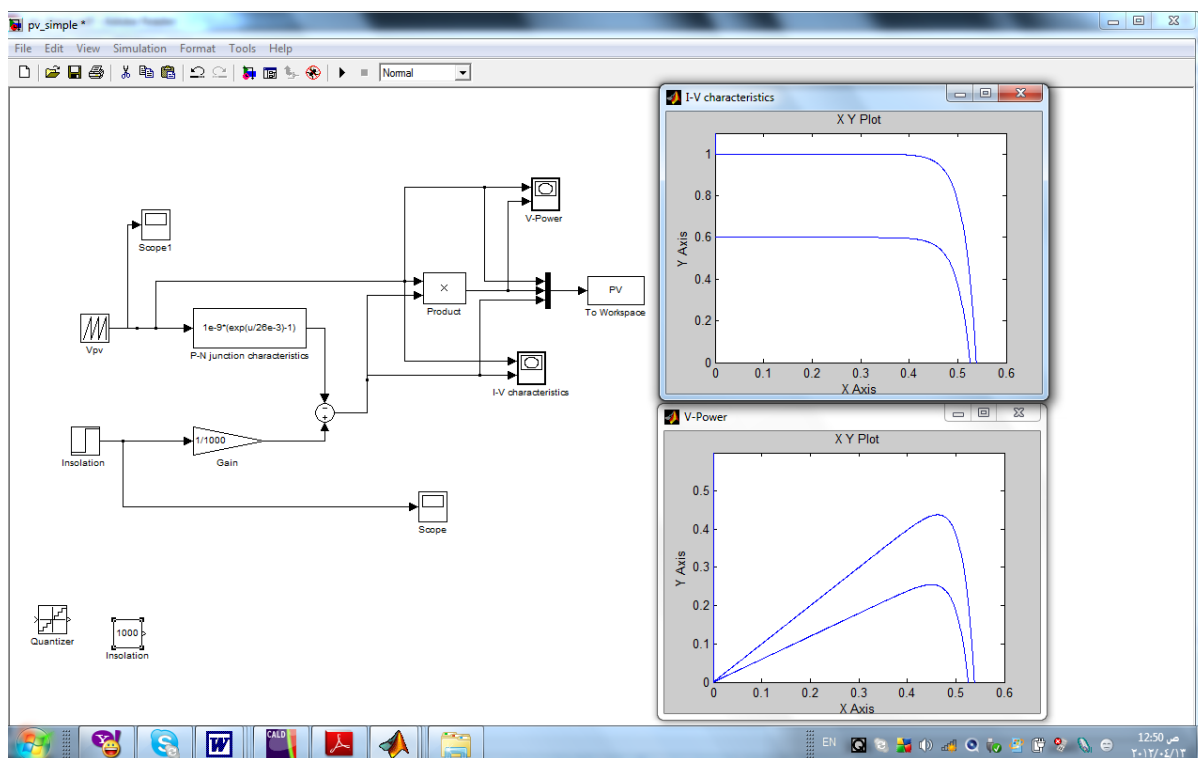 pv_simple *
File Edit View Simulation Format Tools Help
Normal
I-V characteristics
X Y Plot
1
0.8
0.6
0.4
0.2
0
Y Axis
0 0.1 0.2 0.3 0.4 0.5 0.6
X Axis
V-Power
X Y Plot
0.5
0.4
0.3
0.2
0.1
0
Y Axis
0 0.1 0.2 0.3 0.4 0.5 0.6
X Axis
V-Power
Scope1
×
Product
PV
To Workspace
Vpv
1e-9*(exp(u/26e-3)-1)
P-N junction characteristics
I-V characteristics
Insolation
1/1000
Gain
Scope
Quantizer
1000
Insolation
CALD
EN
12:50 ص
٢٠١٢/٠٤/١٣